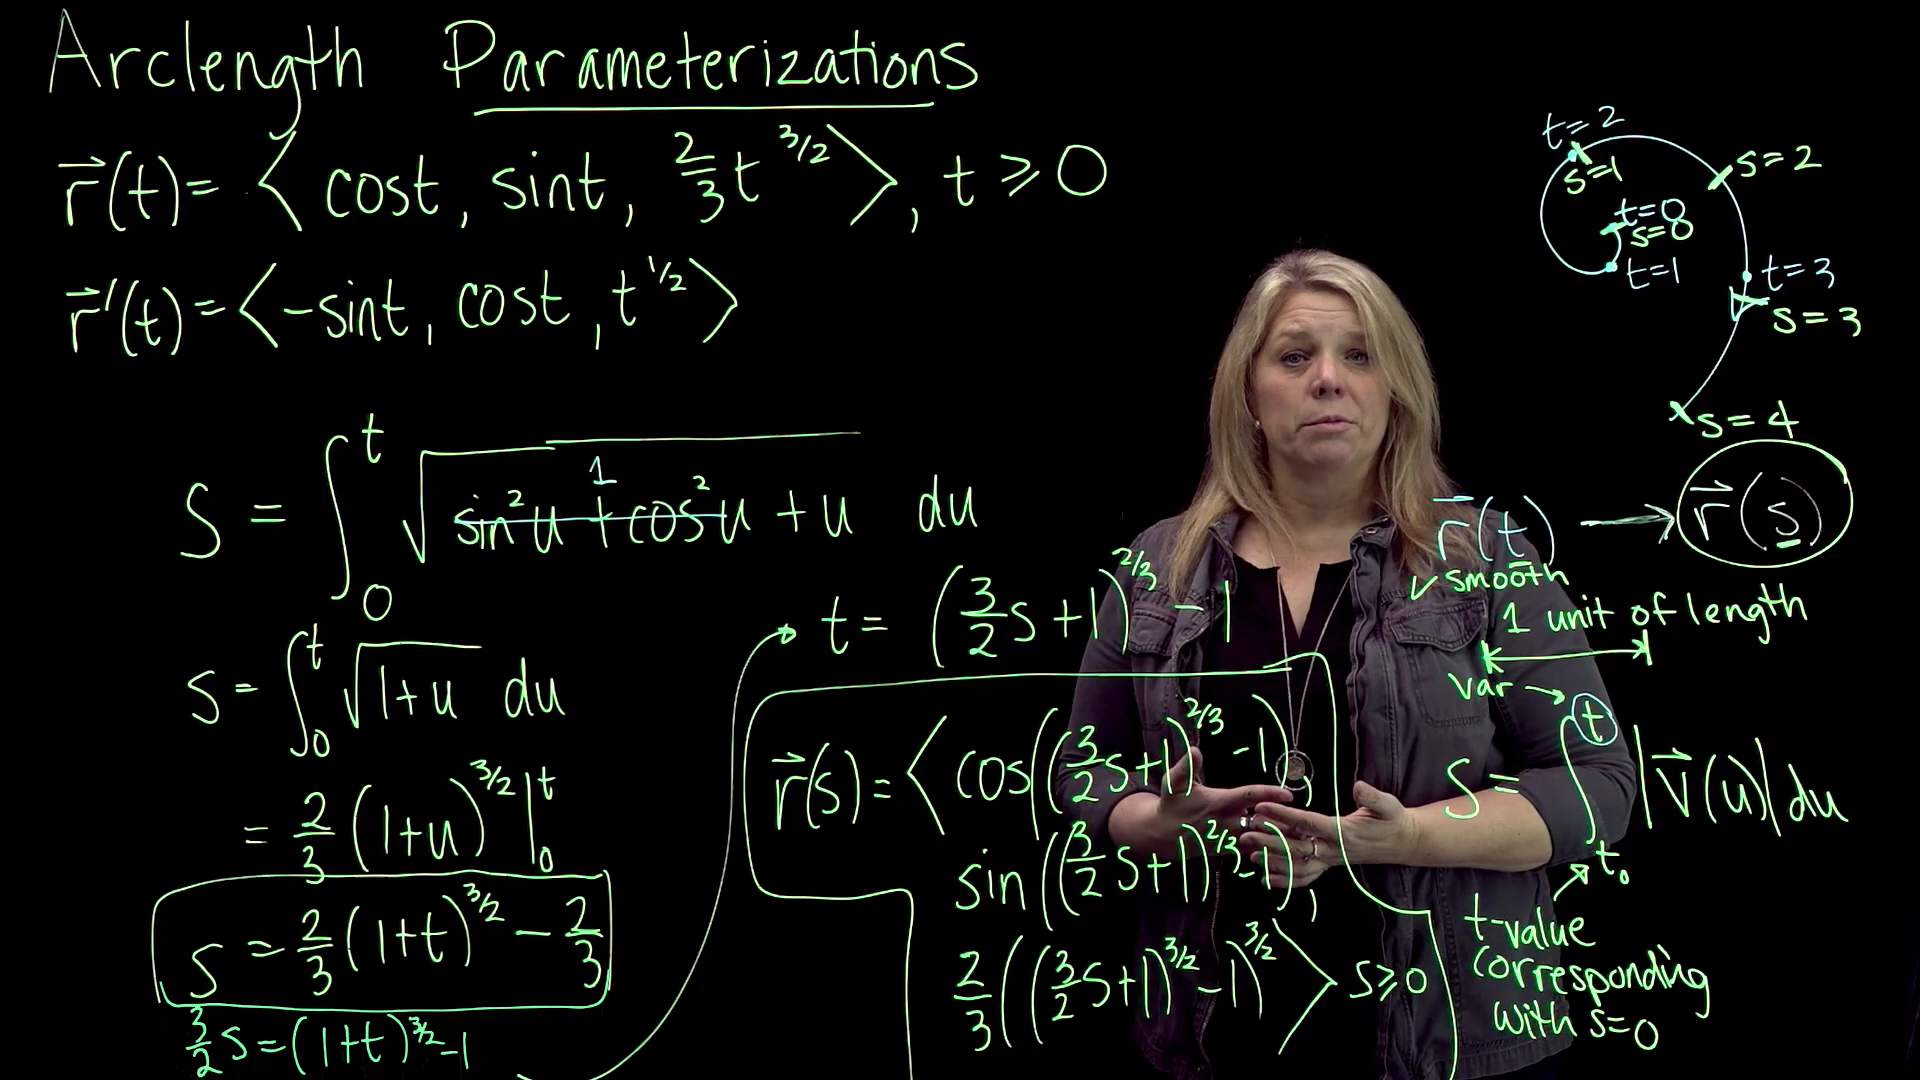 Arclength Parameterizations
r⃗(t) = ⟨ cost, sint, 2/3 t^(3/2) ⟩, t ≥ 0
r⃗'(t) = ⟨ -sint, cost, t^(1/2) ⟩
S = ∫_0^t √(sin²u + cos²u + u) du
1
S = ∫_0^t √(1+u) du
= 2/3 (1+u)^(3/2) |_0^t
S = 2/3 (1+t)^(3/2) - 2/3
3/2 S = (1+t)^(3/2) - 1
t = (3/2 S + 1)^(2/3) - 1
r⃗(s) = ⟨ cos((3/2 S+1)^(2/3) - 1),
sin((3/2 S+1)^(2/3) - 1),
2/3 ((3/2 S+1)^(3/2) - 1)^(3/2) ⟩ S ≥ 0
t=2
s=1
s=2
t=0
s=0
t=1
t=3
s=3
s=4
r⃗(t) → r⃗(s)
✓ smooth
1 unit of length
var →
S = ∫_(t₀)^t |v⃗(u)| du
t-value
corresponding
with s=0